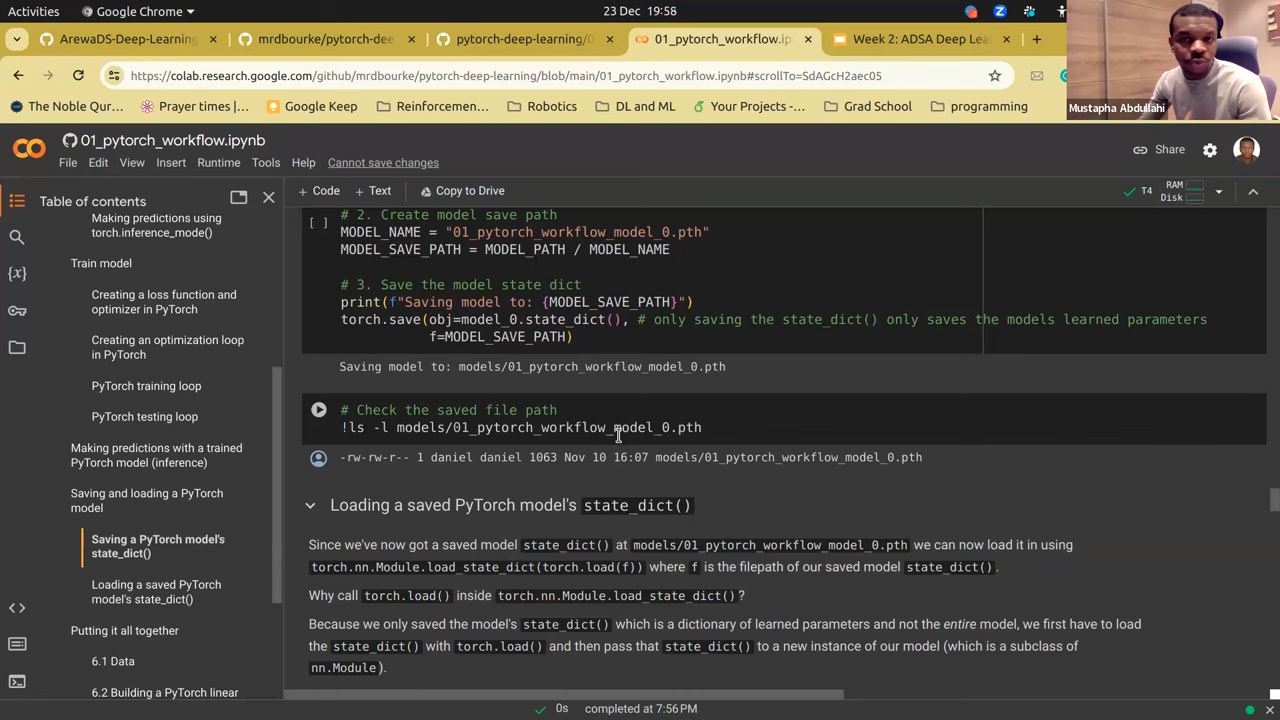 Activities
Google Chrome
23 Dec 19:58
ArewaDS-Deep-Learning
mrdbourke/pytorch-dee
pytorch-deep-learning/0
01_pytorch_workflow.ip
Week 2: ADSA Deep Lea
https://colab.research.google.com/github/mrdbourke/pytorch-deep-learning/blob/main/01_pytorch_workflow.ipynb#scrollTo=SdAGcH2aec05
The Noble Qur...
Prayer times |...
Google Keep
Reinforcemen...
Robotics
DL and ML
Your Projects -...
Grad School
programming
Mustapha Abdullahi
01_pytorch_workflow.ipynb
File Edit View Insert Runtime Tools Help Cannot save changes
Share
+ Code + Text Copy to Drive
T4
RAM
Disk
Table of contents
Making predictions using
torch.inference_mode()
Train model
Creating a loss function and
optimizer in PyTorch
Creating an optimization loop
in PyTorch
PyTorch training loop
PyTorch testing loop
Making predictions with a trained
PyTorch model (inference)
Saving and loading a PyTorch
model
Saving a PyTorch model's
state_dict()
Loading a saved PyTorch
model's state_dict()
Putting it all together
6.1 Data
6.2 Building a PyTorch linear
[ ]
# 2. Create model save path
MODEL_NAME = "01_pytorch_workflow_model_0.pth"
MODEL_SAVE_PATH = MODEL_PATH / MODEL_NAME
# 3. Save the model state dict
print(f"Saving model to: {MODEL_SAVE_PATH}")
torch.save(obj=model_0.state_dict(), # only saving the state_dict() only saves the models learned parameters
f=MODEL_SAVE_PATH)
Saving model to: models/01_pytorch_workflow_model_0.pth
# Check the saved file path
!ls -l models/01_pytorch_workflow_model_0.pth
-rw-rw-r-- 1 daniel daniel 1063 Nov 10 16:07 models/01_pytorch_workflow_model_0.pth
Loading a saved PyTorch model's state_dict()
Since we've now got a saved model state_dict() at models/01_pytorch_workflow_model_0.pth we can now load it in using
torch.nn.Module.load_state_dict(torch.load(f)) where f is the filepath of our saved model state_dict().
Why call torch.load() inside torch.nn.Module.load_state_dict()?
Because we only saved the model's state_dict() which is a dictionary of learned parameters and not the entire model, we first have to load
the state_dict() with torch.load() and then pass that state_dict() to a new instance of our model (which is a subclass of
nn.Module).
0s completed at 7:56PM